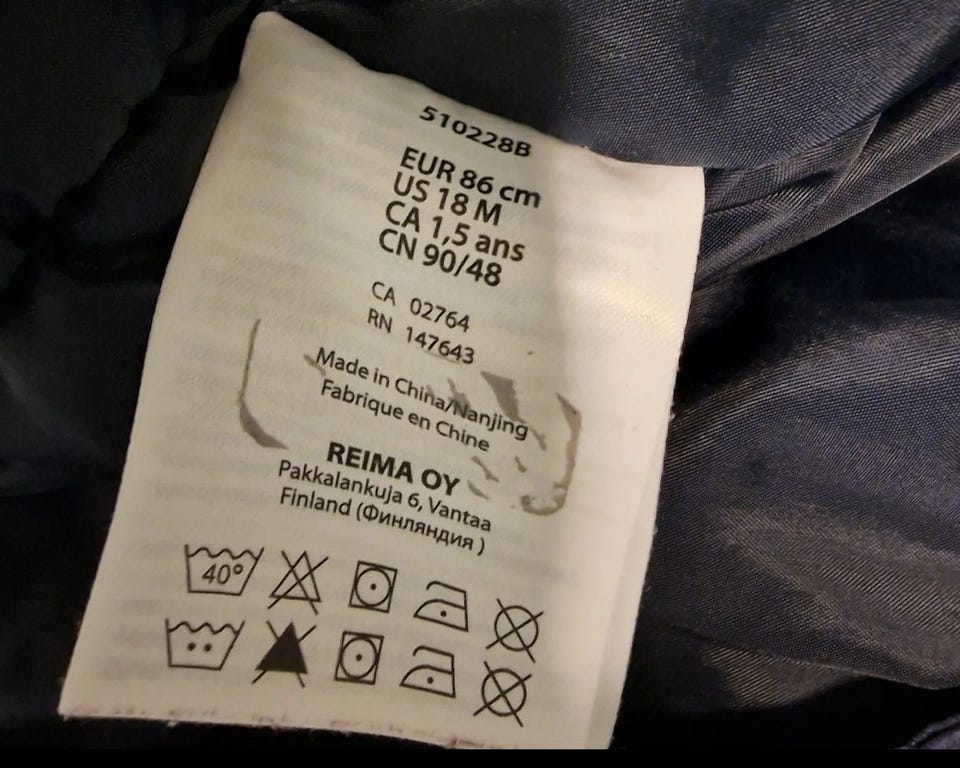 510228B
EUR 86 cm
US 18 M
CA 1,5 ans
CN 90/48
CA 02764
RN 147643
Made in China/Nanjing
Fabrique en Chine
REIMA OY
Pakkalankuja 6, Vantaa
Finland (Финляндия )
40°